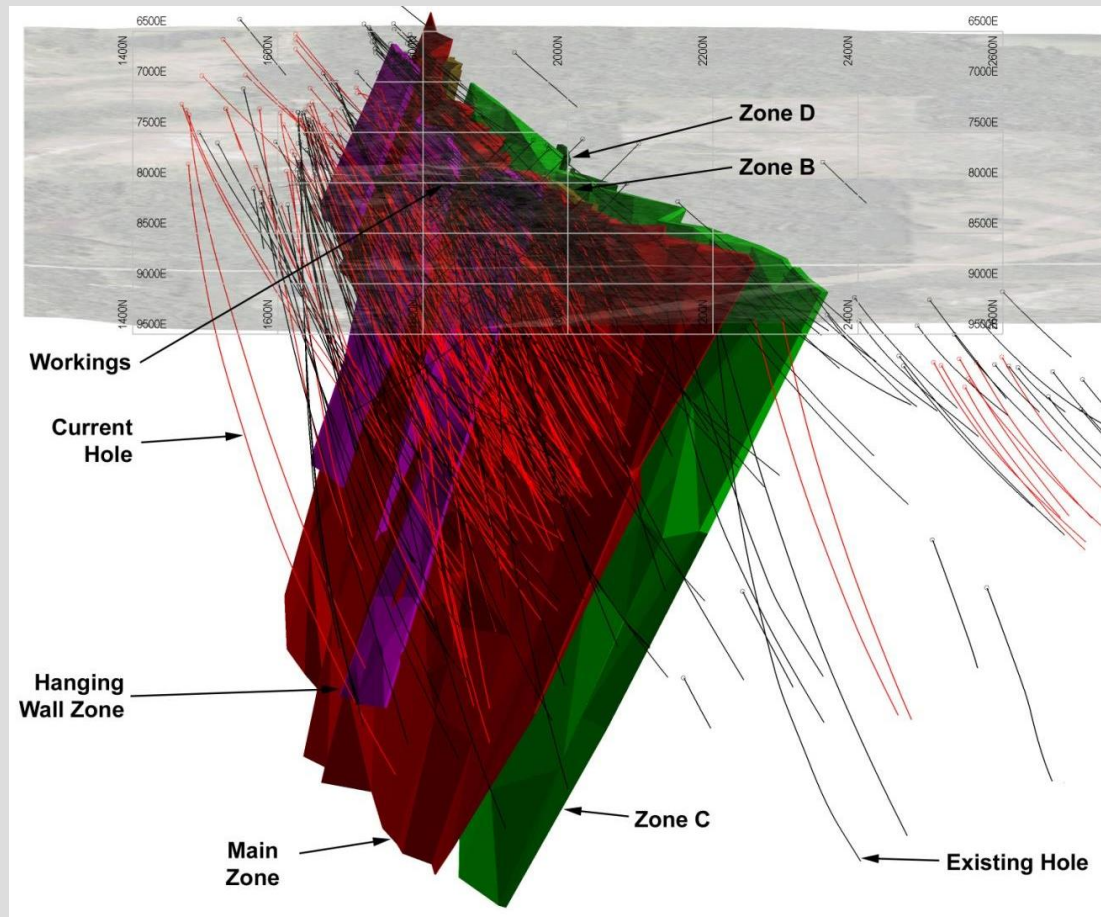 6500E
6500E
1400N
1600N
2000N
2200N
2400N
2600N
7000E
7000E
7500E
7500E
Zone D
Zone B
8000E
8000E
8500E
8500E
9000E
9000E
1400N
1600N
2400N
9500E
Workings
Current
Hole
Hanging
Wall Zone
Main
Zone
Zone C
Existing Hole